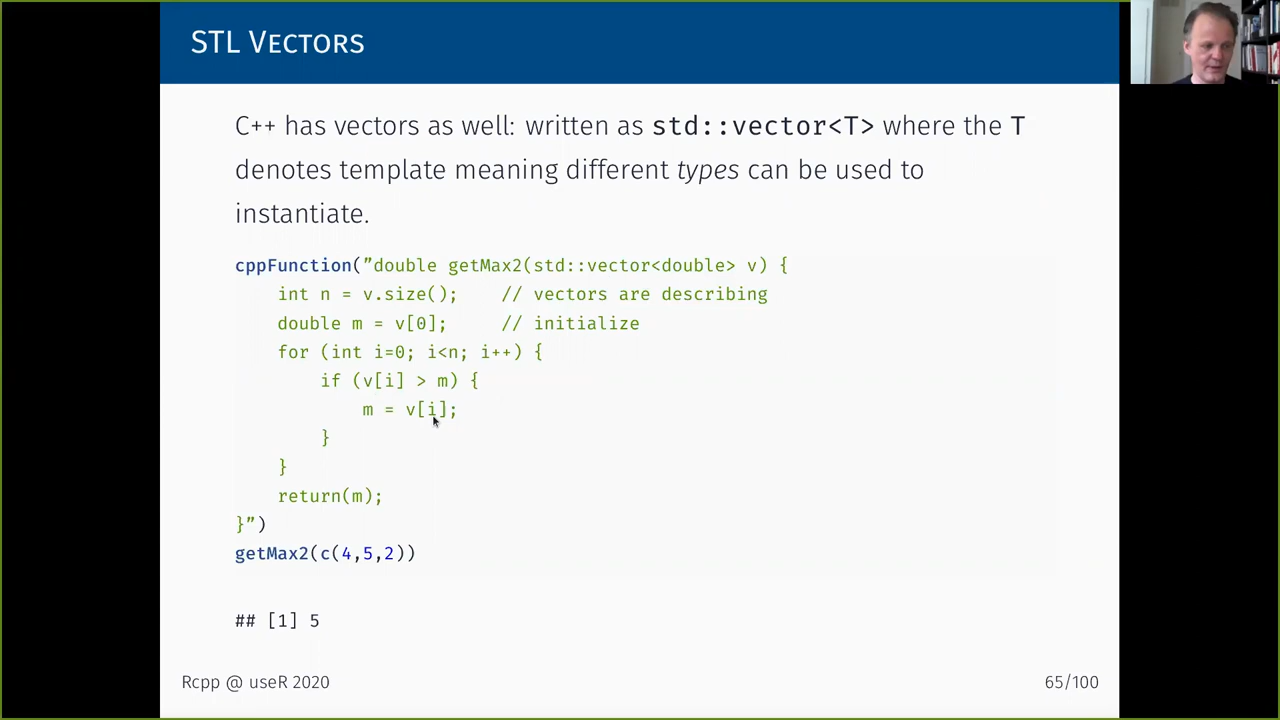 STL Vectors
C++ has vectors as well: written as std::vector<T> where the T
denotes template meaning different types can be used to
instantiate.
cppFunction("double getMax2(std::vector<double> v) {
    int n = v.size();    // vectors are describing
    double m = v[0];     // initialize
    for (int i=0; i<n; i++) {
        if (v[i] > m) {
            m = v[i];
        }
    }
    return(m);
}")
getMax2(c(4,5,2))
## [1] 5
Rcpp @ useR 2020
65/100